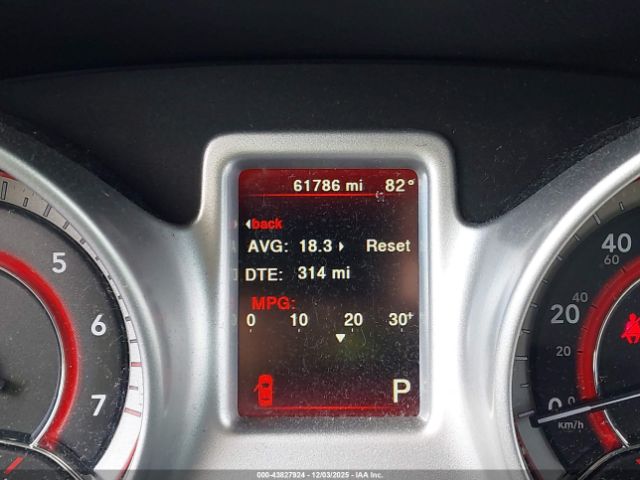 61786 mi 82°
back
AVG: 18.3 Reset
DTE: 314 mi
MPG:
0 10 20 30+
P
5
6
7
40
60
20
40
20
0
km/h
000-43827924 | 12/03/2025 | IAA Inc.